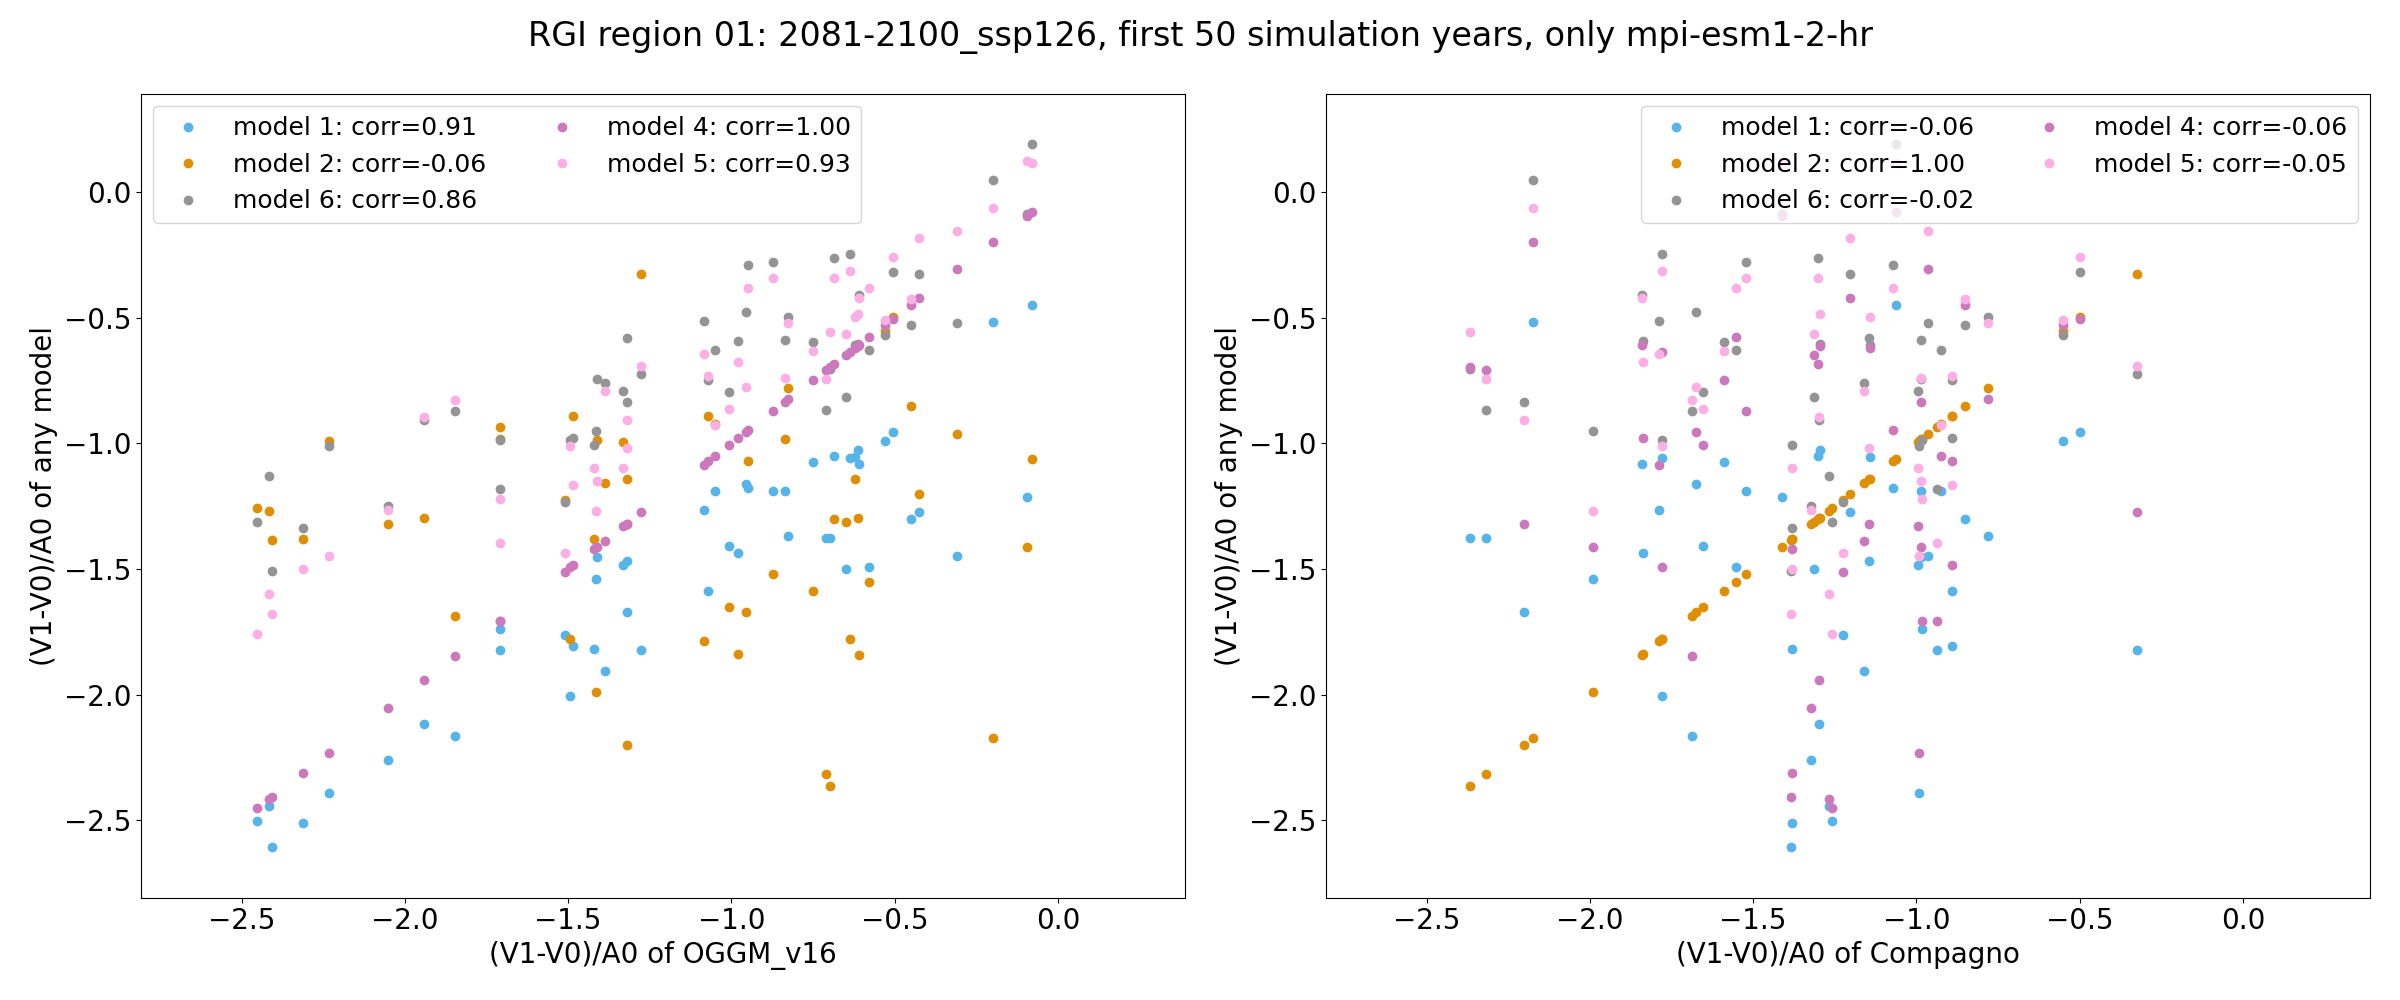 RGI region 01: 2081-2100_ssp126, first 50 simulation years, only mpi-esm1-2-hr
model 1: corr=0.91
model 2: corr=-0.06
model 6: corr=0.86
model 4: corr=1.00
model 5: corr=0.93
0.0
−0.5
−1.0
−1.5
−2.0
−2.5
(V1-V0)/A0 of any model
−2.5
−2.0
−1.5
−1.0
−0.5
0.0
(V1-V0)/A0 of OGGM_v16
model 1: corr=-0.06
model 2: corr=1.00
model 6: corr=-0.02
model 4: corr=-0.06
model 5: corr=-0.05
0.0
−0.5
−1.0
−1.5
−2.0
−2.5
(V1-V0)/A0 of any model
−2.5
−2.0
−1.5
−1.0
−0.5
0.0
(V1-V0)/A0 of Compagno